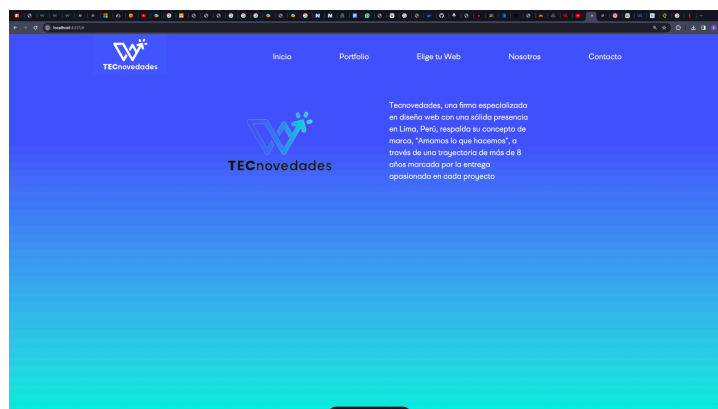 TECnovedades
Inicio
Portfolio
Elige tu Web
Nosotros
Contacto
TECnovedades
Tecnovedades, una firma especializada
en diseño web con una sólida presencia
en Lima, Perú, respalda su concepto de
marca, "Amamos lo que hacemos", a
través de una trayectoria de más de 8
años marcada por la entrega
apasionada en cada proyecto